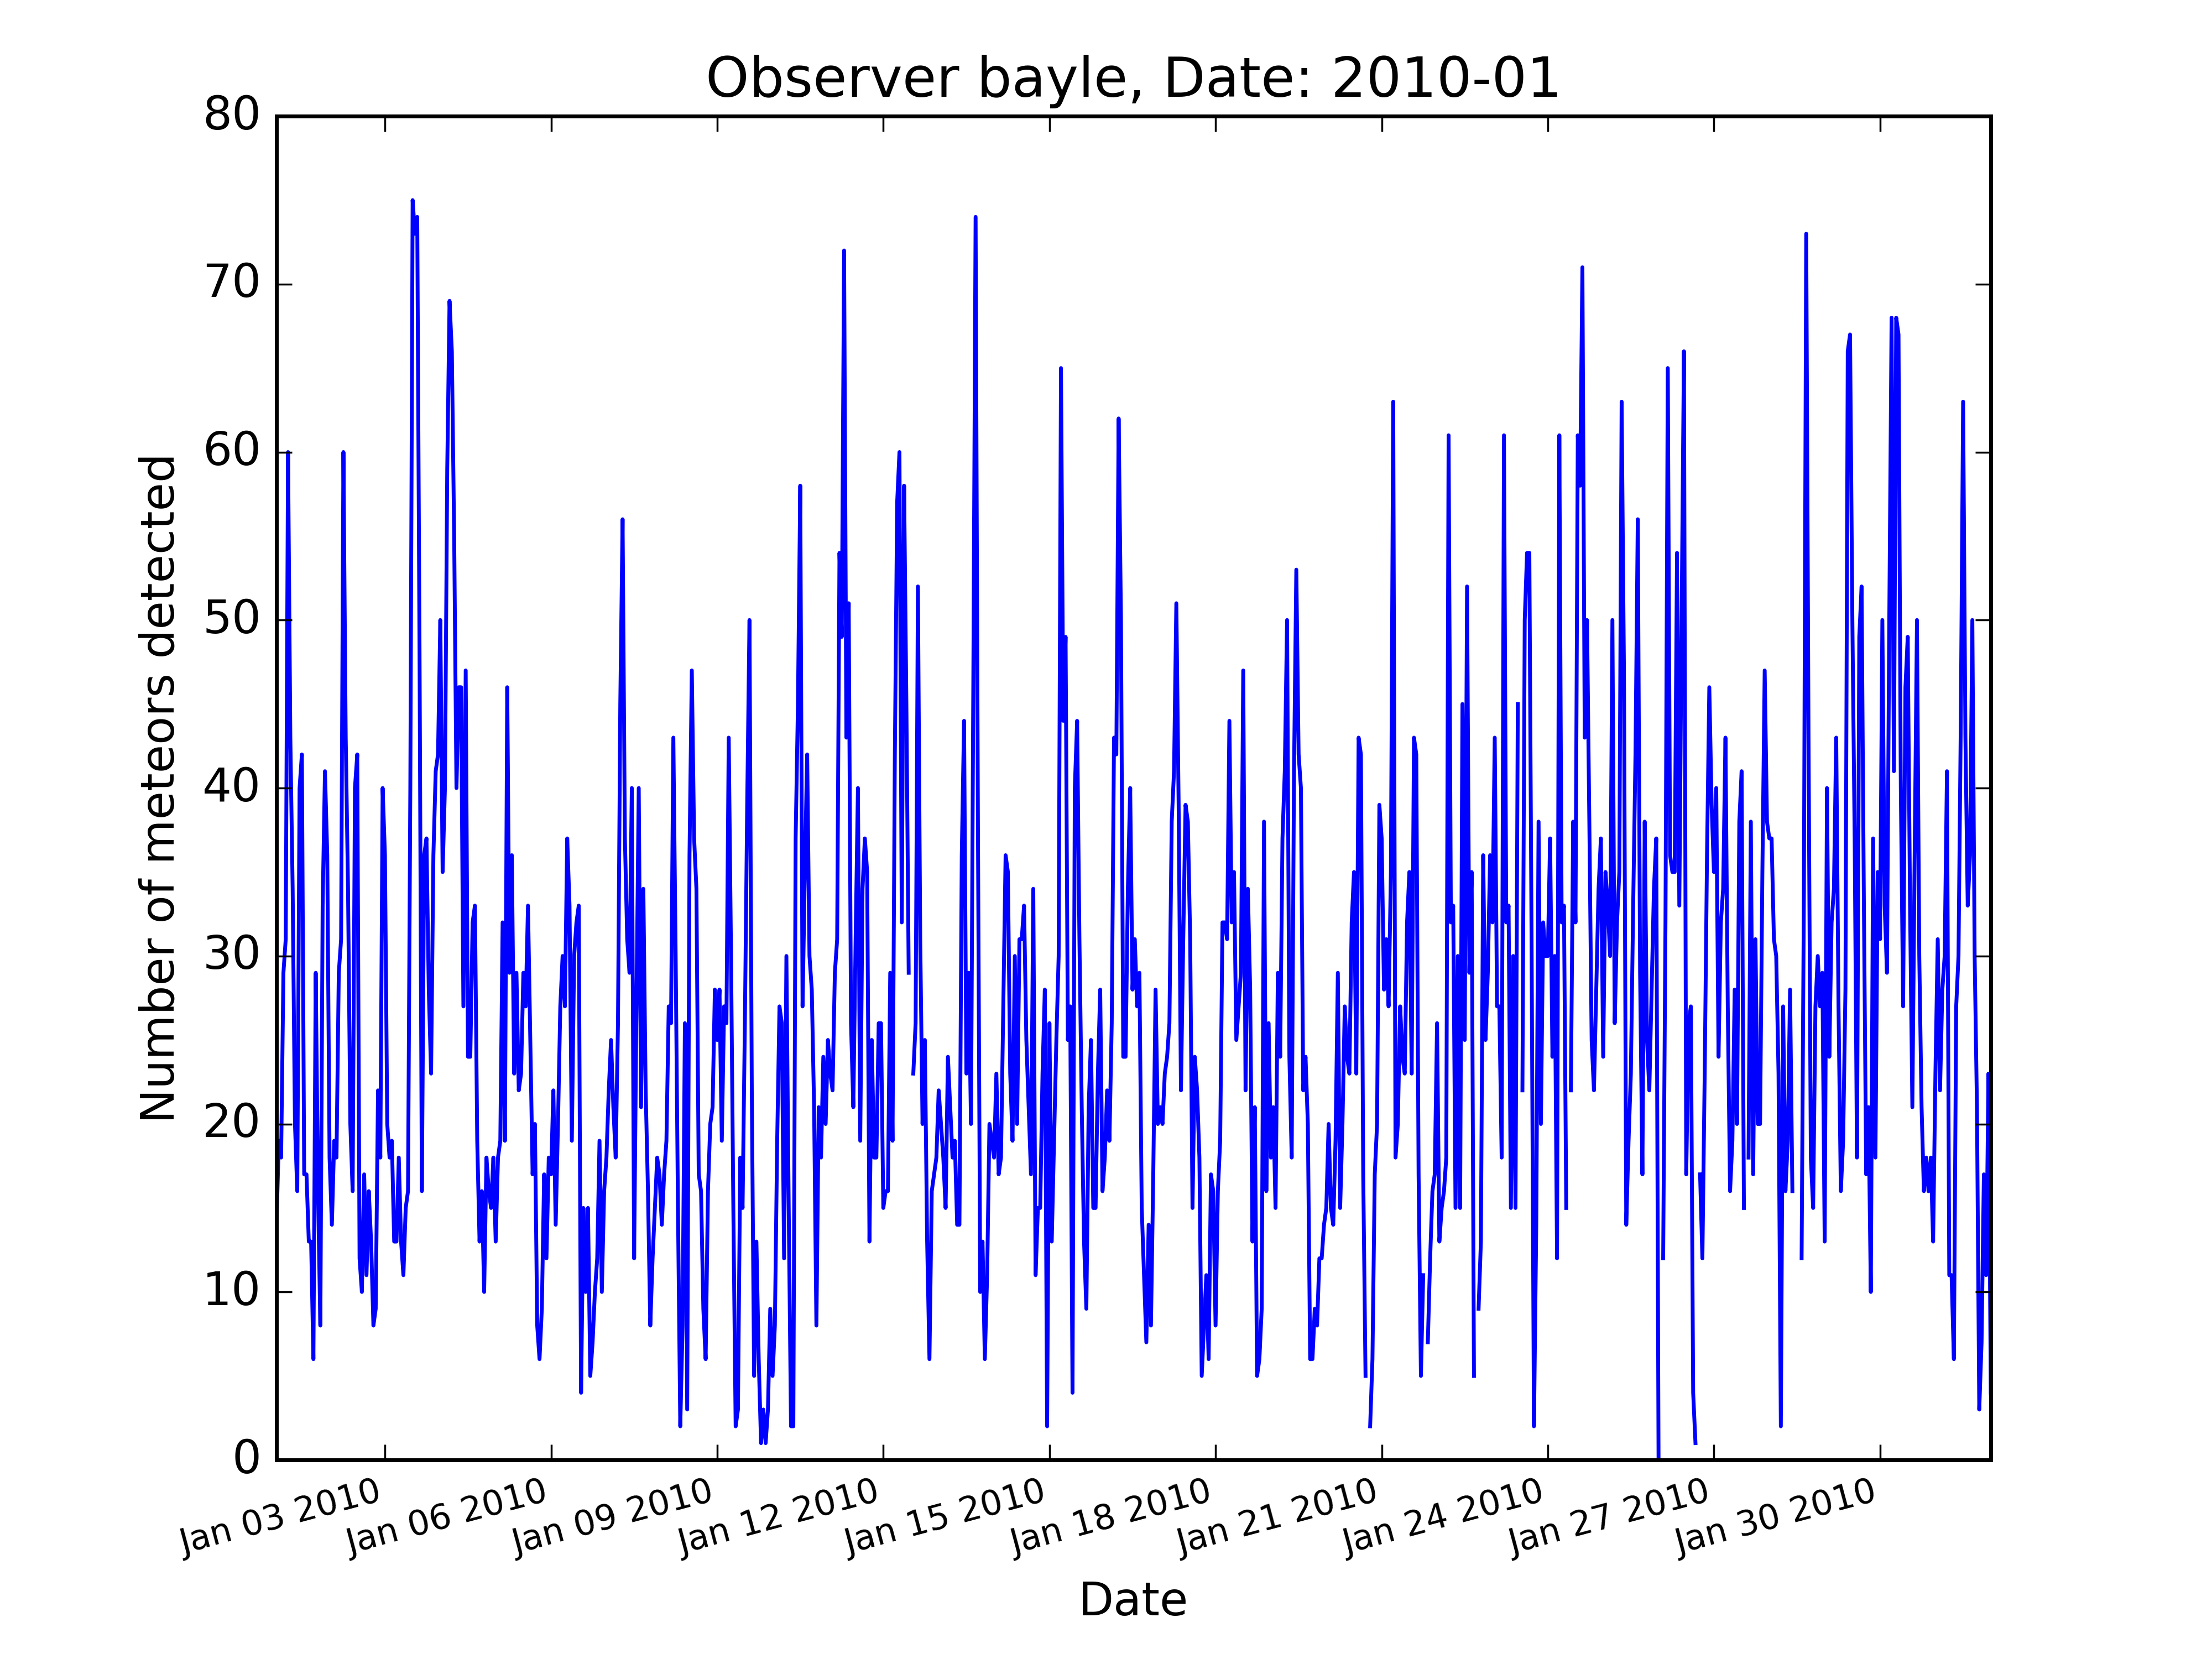 Observer bayle, Date: 2010-01
Number of meteors detected
80
70
60
50
40
30
20
10
0
Jan 03 2010
Jan 06 2010
Jan 09 2010
Jan 12 2010
Jan 15 2010
Jan 18 2010
Jan 21 2010
Jan 24 2010
Jan 27 2010
Jan 30 2010
Date